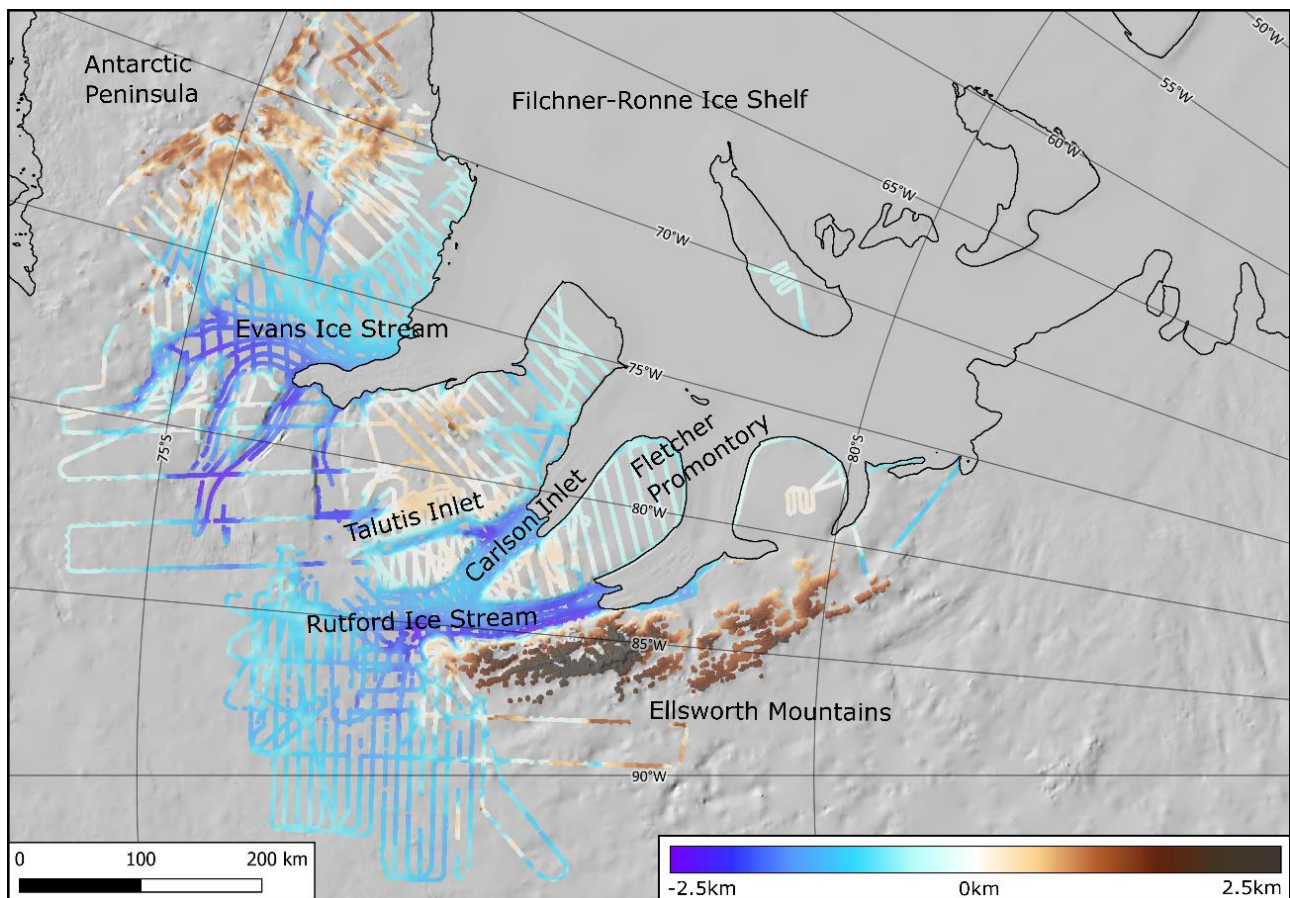 50°W
Antarctic
Peninsula
Filchner-Ronne Ice Shelf
55°W
60°W
65°W
70°W
Evans Ice Stream
75°W
75°S
80°S
Fletcher
Promontory
80°W
Talutis Inlet
Carlson Inlet
Rutford Ice Stream
85°W
Ellsworth Mountains
90°W
0 100 200 km
-2.5km 0km 2.5km